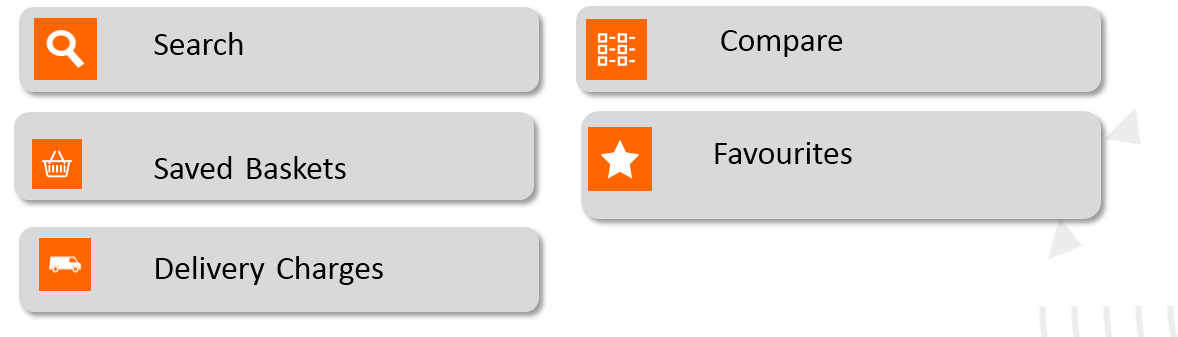 Search
Saved Baskets
Delivery Charges
Compare
Favourites